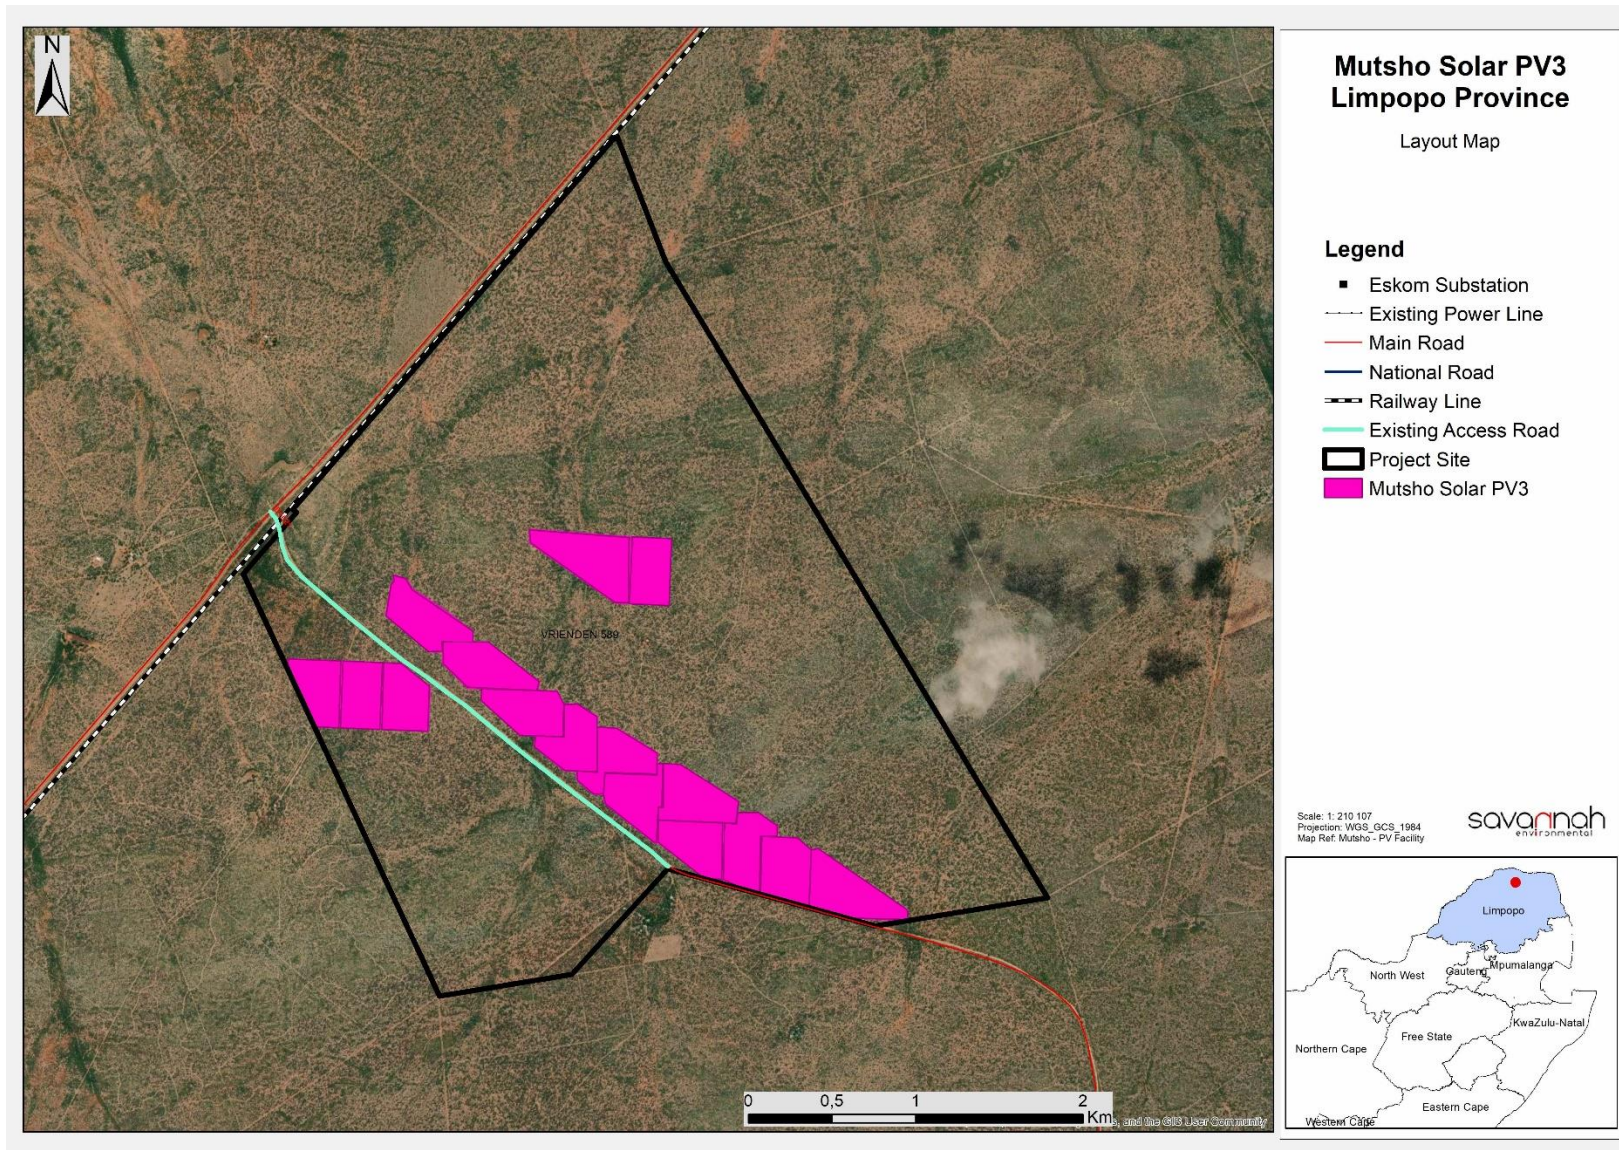 N
VRIENDEN 589
0 0,5 1 2
Km
, and the GIS User Community
Mutsho Solar PV3
Limpopo Province
Layout Map
Legend
Eskom Substation
Existing Power Line
Main Road
National Road
Railway Line
Existing Access Road
Project Site
Mutsho Solar PV3
Scale: 1: 210 107
Projection: WGS_GCS_1984
Map Ref: Mutsho - PV Facility
savannah
environmental
Limpopo
North West
Gauteng
Mpumalanga
Free State
KwaZulu-Natal
Northern Cape
Eastern Cape
Western Cape